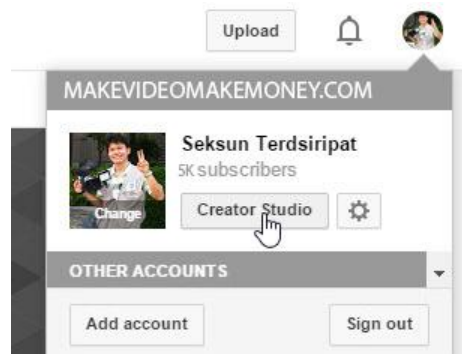 Upload
MAKEVIDEOMAKEMONEY.COM
Seksun Terdsiripat
5K subscribers
Change
Creator Studio
OTHER ACCOUNTS
Add account Sign out